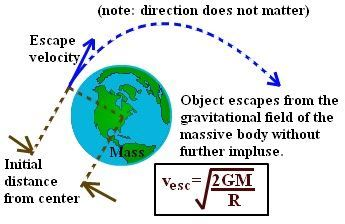 (note: direction does not matter)
Escape
velocity
Object escapes from the
gravitational field of the
massive body without
further impluse.
Mass
Initial
distance
from center
vesc=√2GM/R